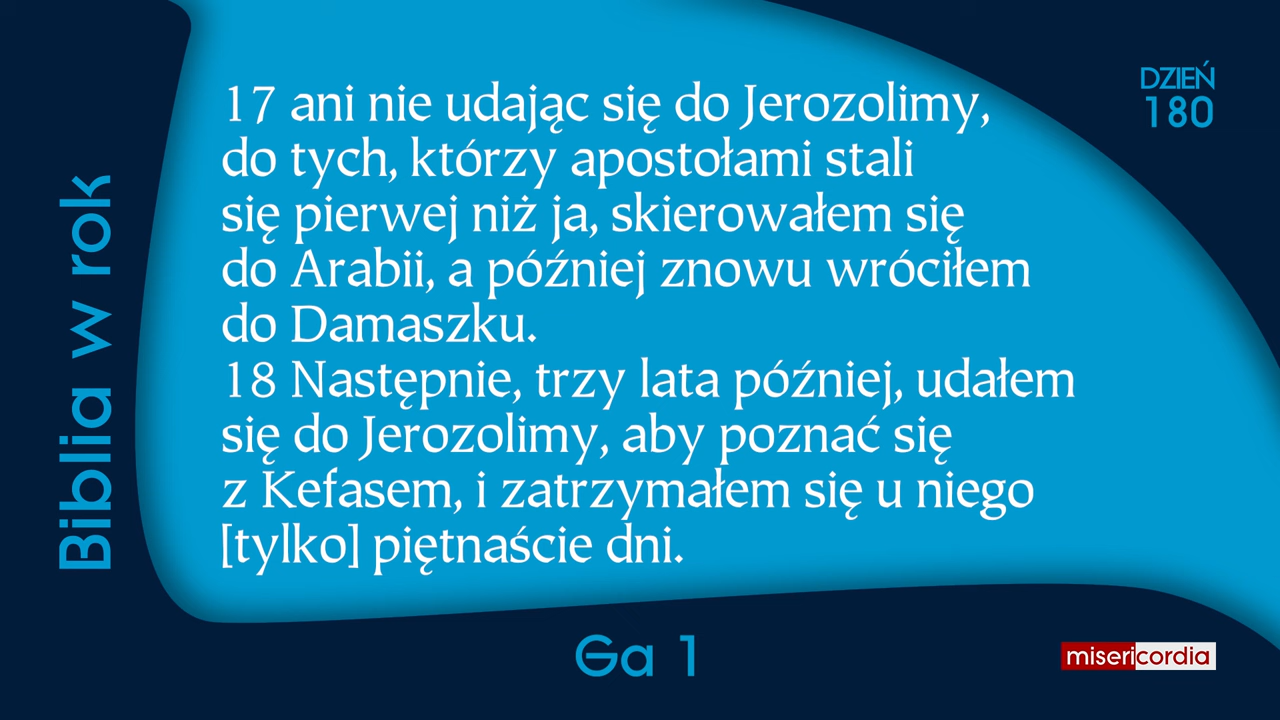 DZIEŃ
180
17 ani nie udając się do Jerozolimy,
do tych, którzy apostołami stali
się pierwej niż ja, skierowałem się
do Arabii, a później znowu wróciłem
do Damaszku.
18 Następnie, trzy lata później, udałem
się do Jerozolimy, aby poznać się
z Kefasem, i zatrzymałem się u niego
[tylko] piętnaście dni.
Biblia w rok
Ga 1
misericordia